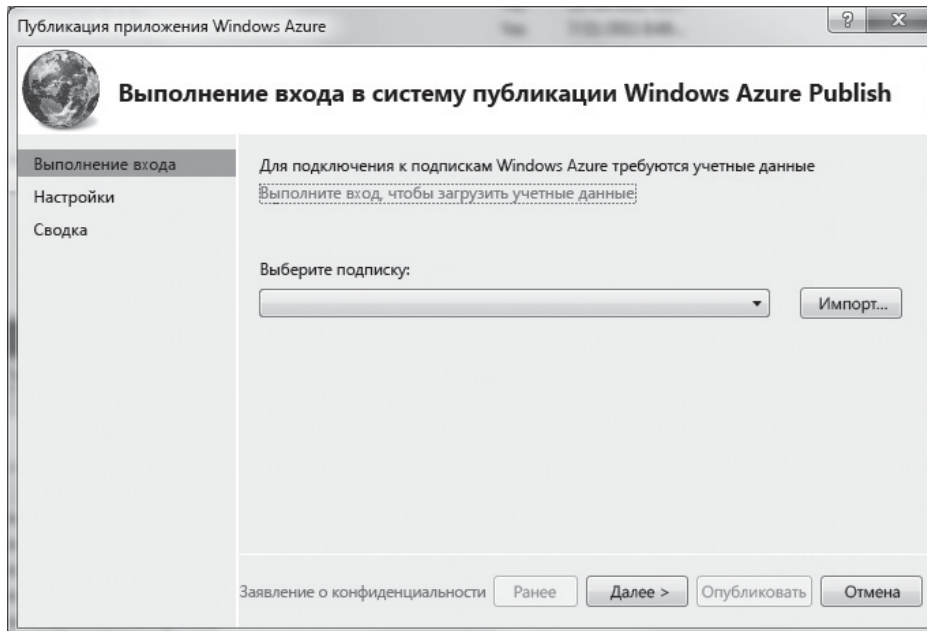 Публикация приложения Windows Azure
Выполнение входа в систему публикации Windows Azure Publish
Выполнение входа
Настройки
Сводка
Для подключения к подпискам Windows Azure требуются учетные данные
Выполните вход, чтобы загрузить учетные данные
Выберите подписку:
Импорт...
Заявление о конфиденциальности
Ранее
Далее >
Опубликовать
Отмена